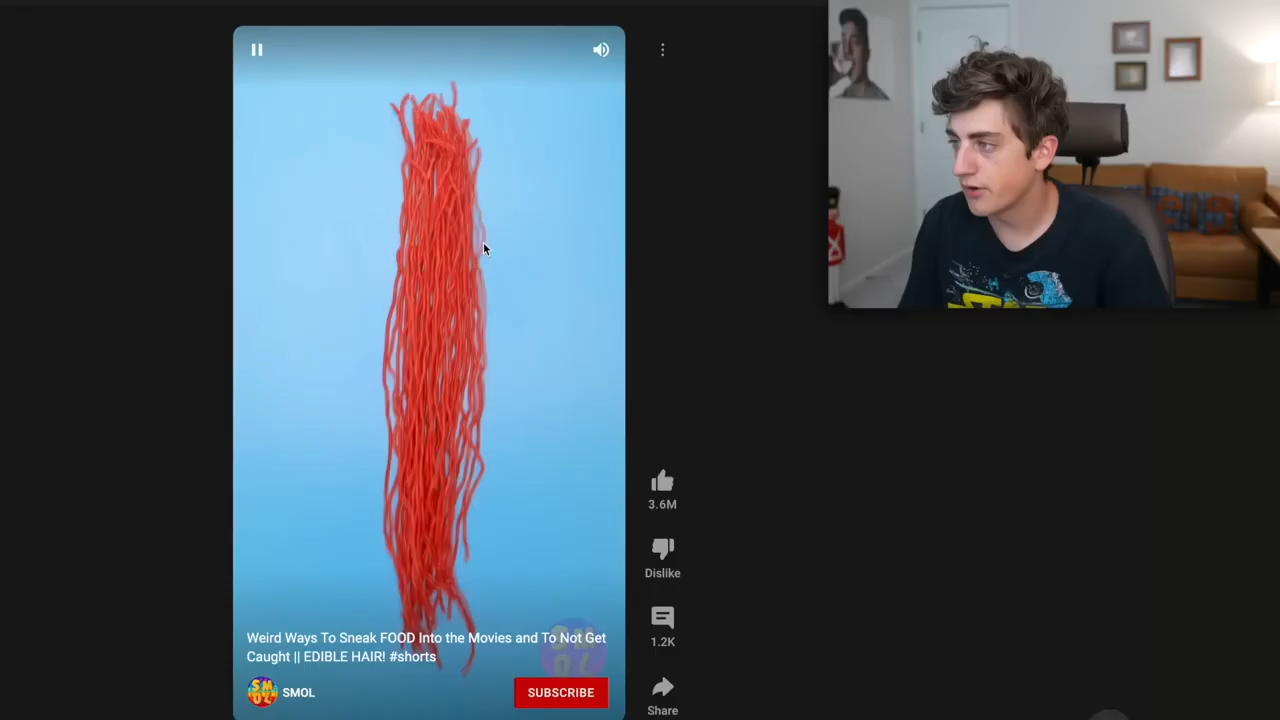 3.6M
Dislike
1.2K
Share
Weird Ways To Sneak FOOD Into the Movies and To Not Get
Caught || EDIBLE HAIR! #shorts
SMOL
SUBSCRIBE